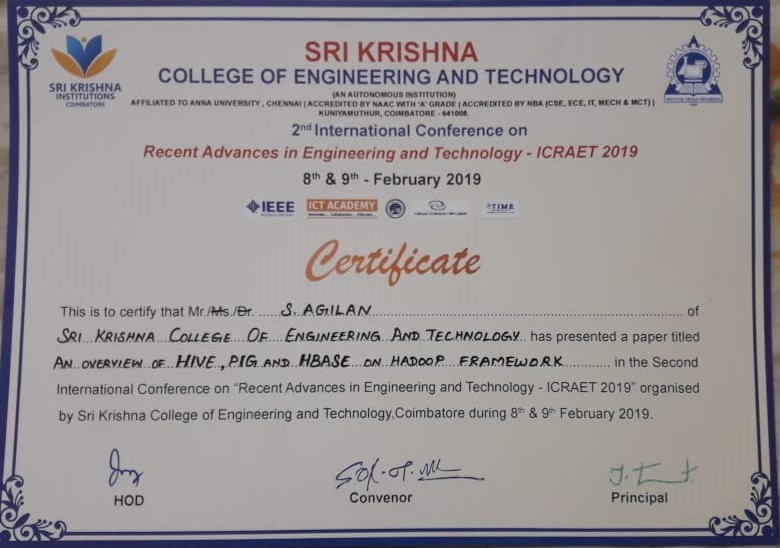 SRI KRISHNA
INSTITUTIONS
COIMBATORE
SRI KRISHNA
COLLEGE OF ENGINEERING AND TECHNOLOGY
(AN AUTONOMOUS INSTITUTION)
AFFILIATED TO ANNA UNIVERSITY , CHENNAI | ACCREDITED BY NAAC WITH 'A' GRADE | ACCREDITED BY NBA (CSE, ECE, IT, MECH & MCT) |
KUNIYAMUTHUR, COIMBATORE - 641008.
2nd International Conference on
Recent Advances in Engineering and Technology - ICRAET 2019
8th & 9th - February 2019
IEEE ICT ACADEMY TIME
Certificate
This is to certify that Mr./Ms./Dr. ......S. AGILAN.......... of
SRI KRISHNA COLLEGE OF ENGINEERING AND TECHNOLOGY has presented a paper titled
AN OVERVIEW OF HIVE, PIG AND HBASE ON HADOOP FRAMEWORK .......... in the Second
International Conference on "Recent Advances in Engineering and Technology - ICRAET 2019" organised
by Sri Krishna College of Engineering and Technology,Coimbatore during 8th & 9th February 2019.
HOD
Convenor
Principal